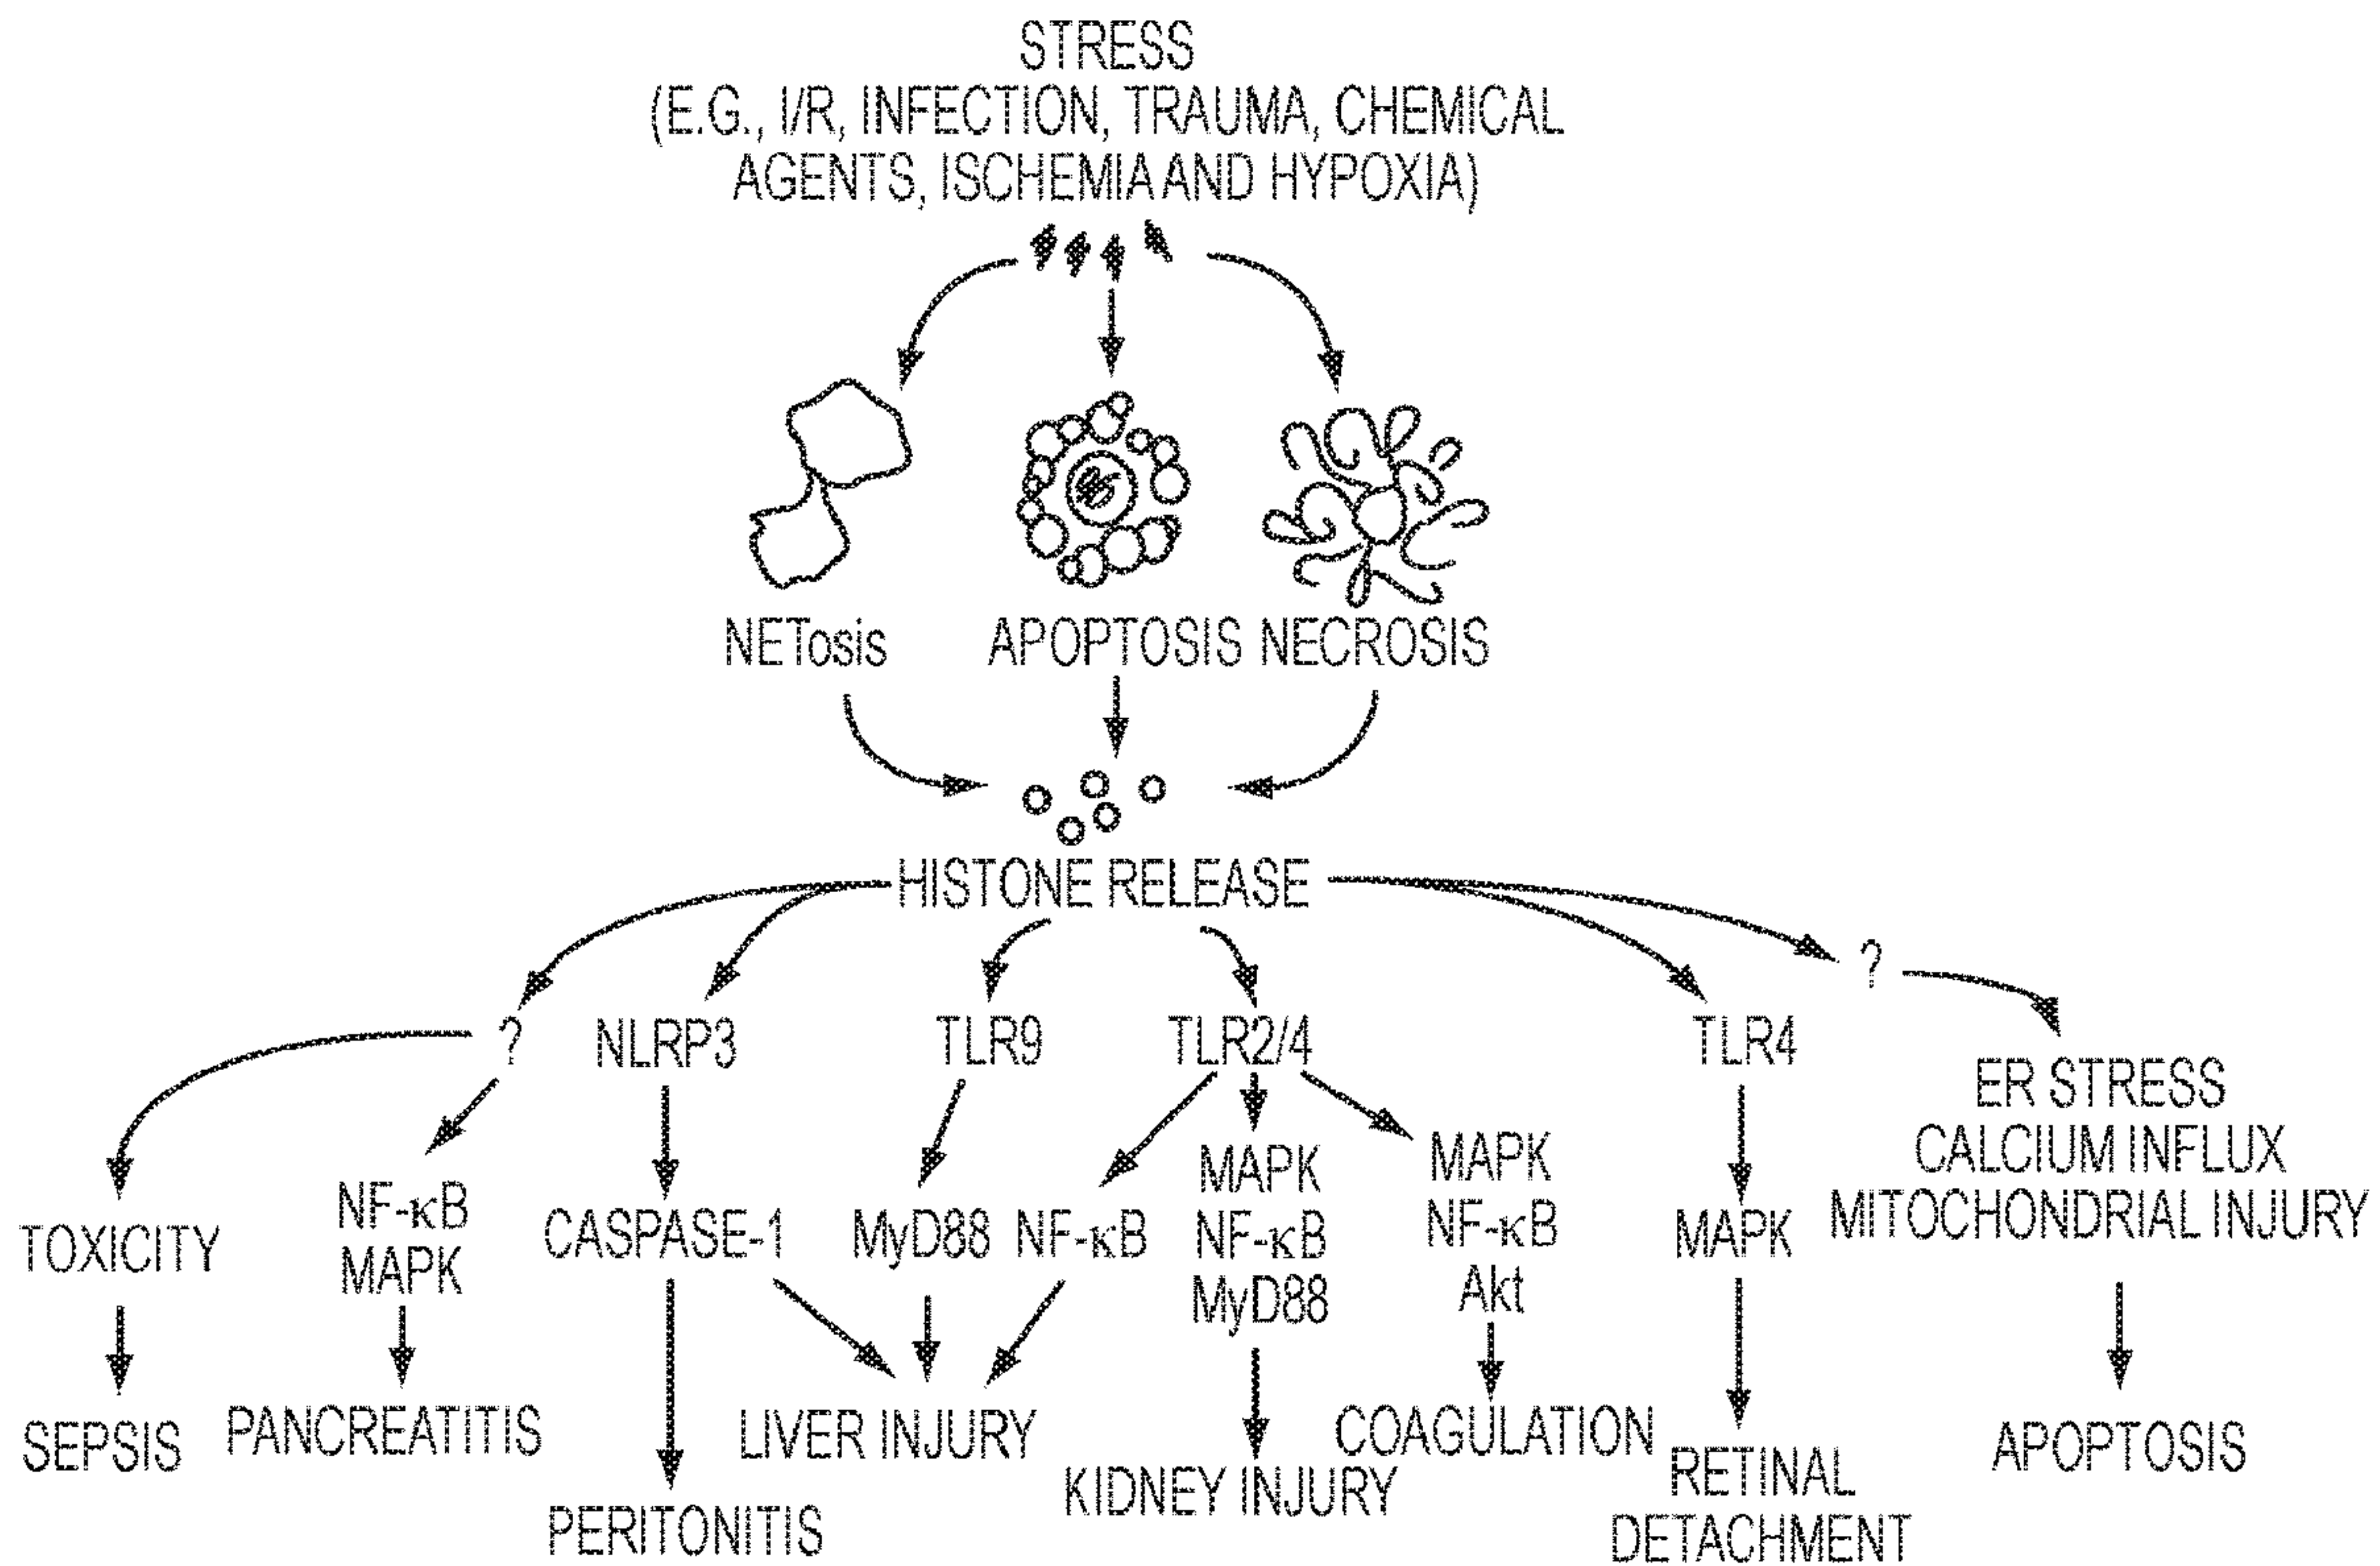 STRESS
(E.G., I/R, INFECTION, TRAUMA, CHEMICAL
AGENTS, ISCHEMIA AND HYPOXIA)
NETosis
APOPTOSIS
NECROSIS
HISTONE RELEASE
?
NLRP3
TLR9
TLR2/4
TLR4
?
TOXICITY
NF-κB
MAPK
CASPASE-1
MyD88
NF-κB
MAPK
NF-κB
MyD88
MAPK
NF-κB
Akt
MAPK
ER STRESS
CALCIUM INFLUX
MITOCHONDRIAL INJURY
SEPSIS
PANCREATITIS
PERITONITIS
LIVER INJURY
KIDNEY INJURY
COAGULATION
RETINAL
DETACHMENT
APOPTOSIS